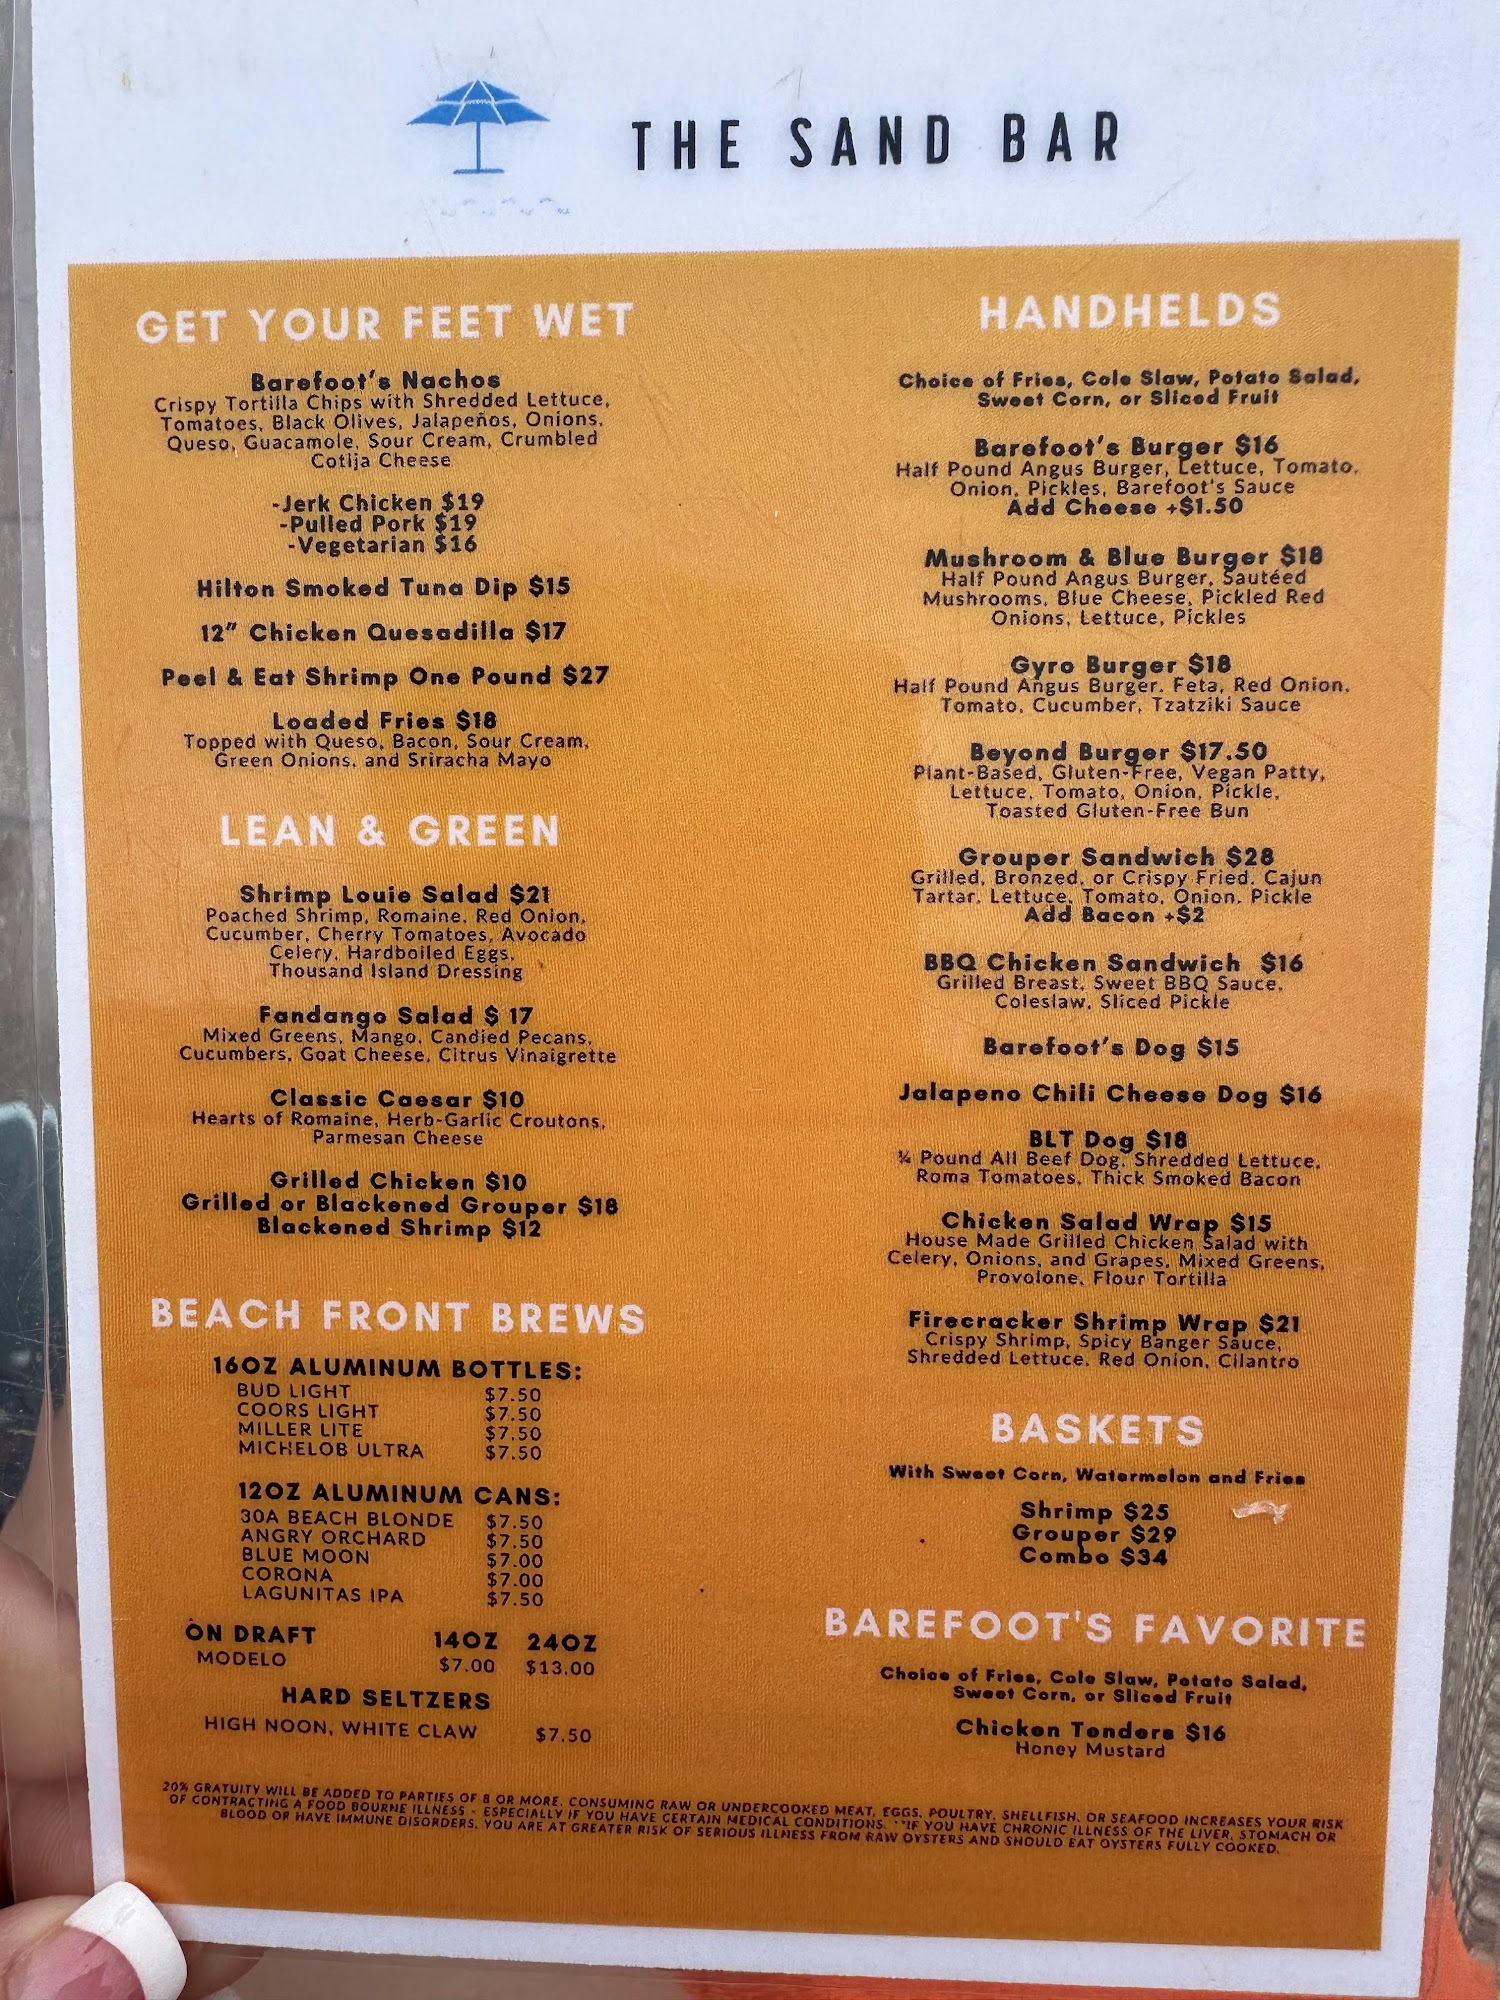 THE SAND BAR
GET YOUR FEET WET
Barefoot's Nachos
Crispy Tortilla Chips with Shredded Lettuce,
Tomatoes, Black Olives, Jalapeños, Onions,
Queso, Guacamole, Sour Cream, Crumbled
Cotija Cheese
-Jerk Chicken $19
-Pulled Pork $19
-Vegetarian $16
Hilton Smoked Tuna Dip $15
12" Chicken Quesadilla $17
Peel & Eat Shrimp One Pound $27
Loaded Fries $18
Topped with Queso, Bacon, Sour Cream,
Green Onions, and Sriracha Mayo
LEAN & GREEN
Shrimp Louie Salad $21
Poached Shrimp, Romaine, Red Onion,
Cucumber, Cherry Tomatoes, Avocado
Celery, Hardboiled Eggs,
Thousand Island Dressing
Fandango Salad $ 17
Mixed Greens, Mango, Candied Pecans,
Cucumbers, Goat Cheese, Citrus Vinaigrette
Classic Caesar $10
Hearts of Romaine, Herb-Garlic Croutons,
Parmesan Cheese
Grilled Chicken $10
Grilled or Blackened Grouper $18
Blackened Shrimp $12
BEACH FRONT BREWS
16OZ ALUMINUM BOTTLES:
BUD LIGHT $7.50
COORS LIGHT $7.50
MILLER LITE $7.50
MICHELOB ULTRA $7.50
12OZ ALUMINUM CANS:
30A BEACH BLONDE $7.50
ANGRY ORCHARD $7.50
BLUE MOON $7.00
CORONA $7.00
LAGUNITAS IPA $7.50
ON DRAFT 14OZ 24OZ
MODELO $7.00 $13.00
HARD SELTZERS
HIGH NOON, WHITE CLAW $7.50
HANDHELDS
Choice of Fries, Cole Slaw, Potato Salad,
Sweet Corn, or Sliced Fruit
Barefoot's Burger $16
Half Pound Angus Burger, Lettuce, Tomato,
Onion, Pickles, Barefoot's Sauce
Add Cheese +$1.50
Mushroom & Blue Burger $18
Half Pound Angus Burger, Sautéed
Mushrooms, Blue Cheese, Pickled Red
Onions, Lettuce, Pickles
Gyro Burger $18
Half Pound Angus Burger. Feta, Red Onion,
Tomato, Cucumber, Tzatziki Sauce
Beyond Burger $17.50
Plant-Based, Gluten-Free, Vegan Patty,
Lettuce, Tomato, Onion, Pickle,
Toasted Gluten-Free Bun
Grouper Sandwich $28
Grilled, Bronzed, or Crispy Fried. Cajun
Tartar, Lettuce, Tomato, Onion. Pickle
Add Bacon +$2
BBQ Chicken Sandwich $16
Grilled Breast, Sweet BBQ Sauce,
Coleslaw, Sliced Pickle
Barefoot's Dog $15
Jalapeno Chili Cheese Dog $16
BLT Dog $18
¼ Pound All Beef Dog, Shredded Lettuce,
Roma Tomatoes, Thick Smoked Bacon
Chicken Salad Wrap $15
House Made Grilled Chicken Salad with
Celery, Onions, and Grapes, Mixed Greens,
Provolone, Flour Tortilla
Firecracker Shrimp Wrap $21
Crispy Shrimp, Spicy Banger Sauce,
Shredded Lettuce, Red Onion, Cilantro
BASKETS
With Sweet Corn, Watermelon and Fries
Shrimp $25
Grouper $29
Combo $34
BAREFOOT'S FAVORITE
Choice of Fries, Cole Slaw, Potato Salad,
Sweet Corn, or Sliced Fruit
Chicken Tenders $16
Honey Mustard
20% GRATUITY WILL BE ADDED TO PARTIES OF 8 OR MORE. CONSUMING RAW OR UNDERCOOKED MEAT, EGGS, POULTRY, SHELLFISH, OR SEAFOOD INCREASES YOUR RISK
OF CONTRACTING A FOOD BOURNE ILLNESS - ESPECIALLY IF YOU HAVE CERTAIN MEDICAL CONDITIONS. **IF YOU HAVE CHRONIC ILLNESS OF THE LIVER, STOMACH OR
BLOOD OR HAVE IMMUNE DISORDERS, YOU ARE AT GREATER RISK OF SERIOUS ILLNESS FROM RAW OYSTERS AND SHOULD EAT OYSTERS FULLY COOKED.